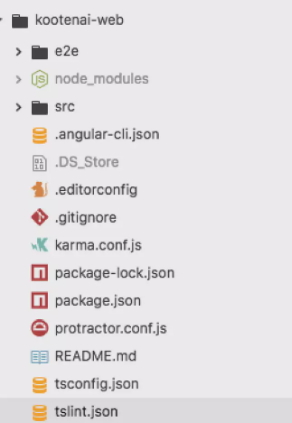 kootenai-web
e2e
node_modules
src
.angular-cli.json
.DS_Store
.editorconfig
.gitignore
karma.conf.js
package-lock.json
package.json
protractor.conf.js
README.md
tsconfig.json
tslint.json